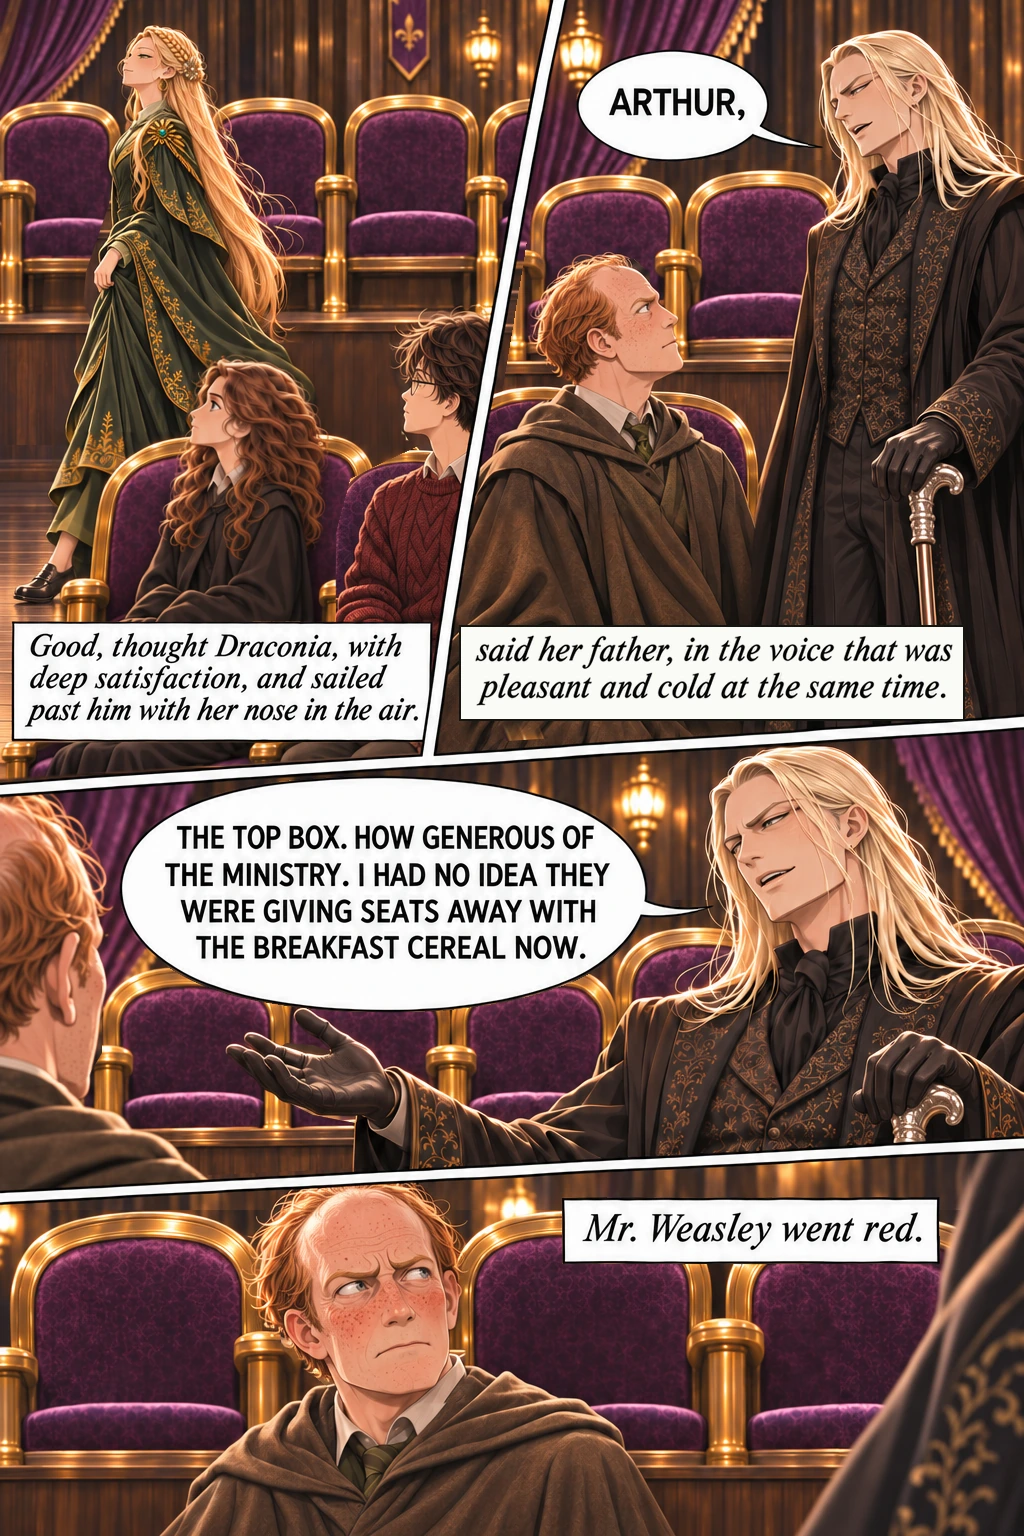 Good, thought Draconia, with
deep satisfaction, and sailed
past him with her nose in the air.
ARTHUR,
said her father, in the voice that was
pleasant and cold at the same time.
THE TOP BOX. HOW GENEROUS OF
THE MINISTRY. I HAD NO IDEA THEY
WERE GIVING SEATS AWAY WITH
THE BREAKFAST CEREAL NOW.
Mr. Weasley went red.